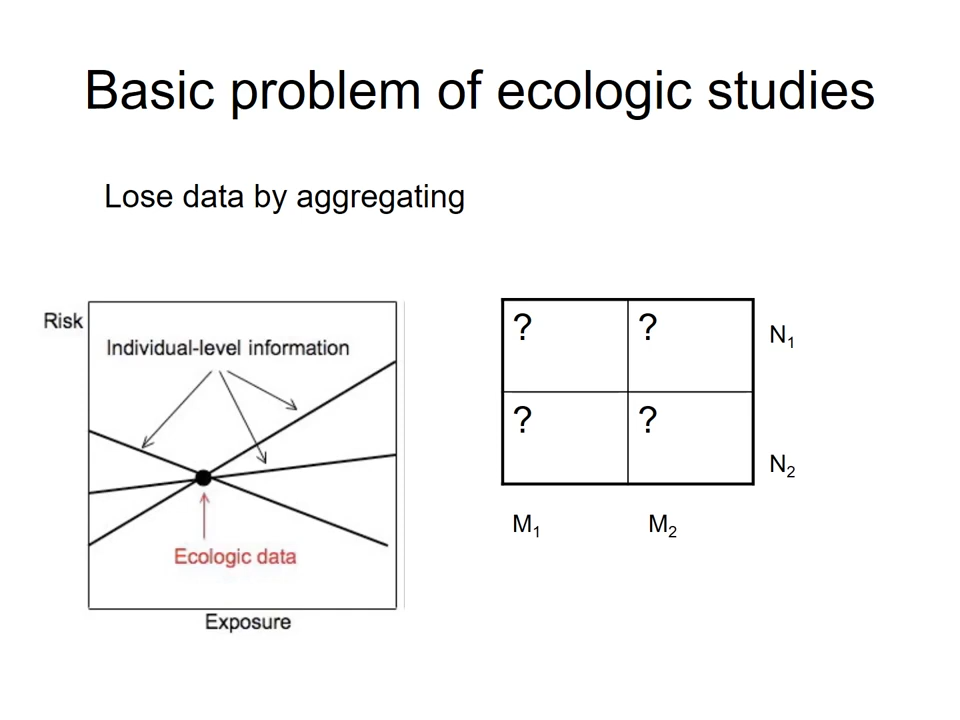 Basic problem of ecologic studies
Lose data by aggregating
Risk
Individual-level information
Ecologic data
Exposure
? ? N₁
? ? N₂
M₁ M₂